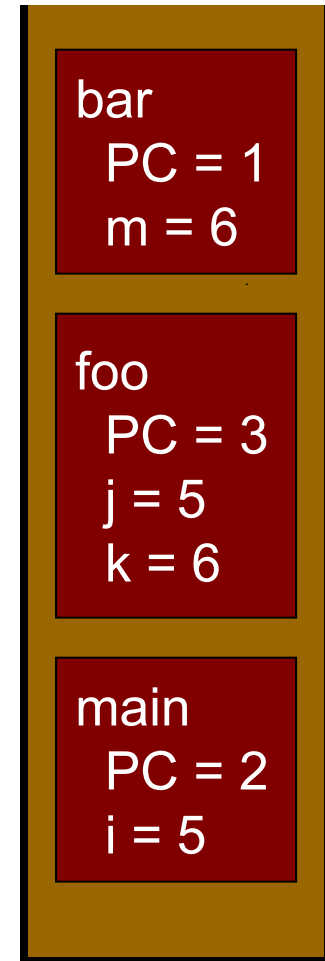 bar
PC = 1
m = 6
foo
PC = 3
j = 5
k = 6
main
PC = 2
i = 5